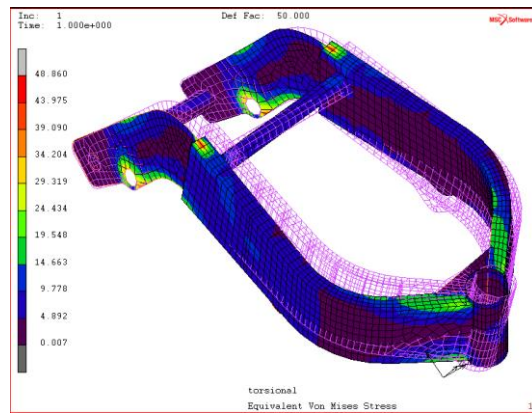 Inc: 1
Time: 1.000e+000
Def Fac: 50.000
MSC Software
48.860
43.975
39.090
34.204
29.319
24.434
19.548
14.663
9.778
4.892
0.007
torsional
Equivalent Von Mises Stress
1